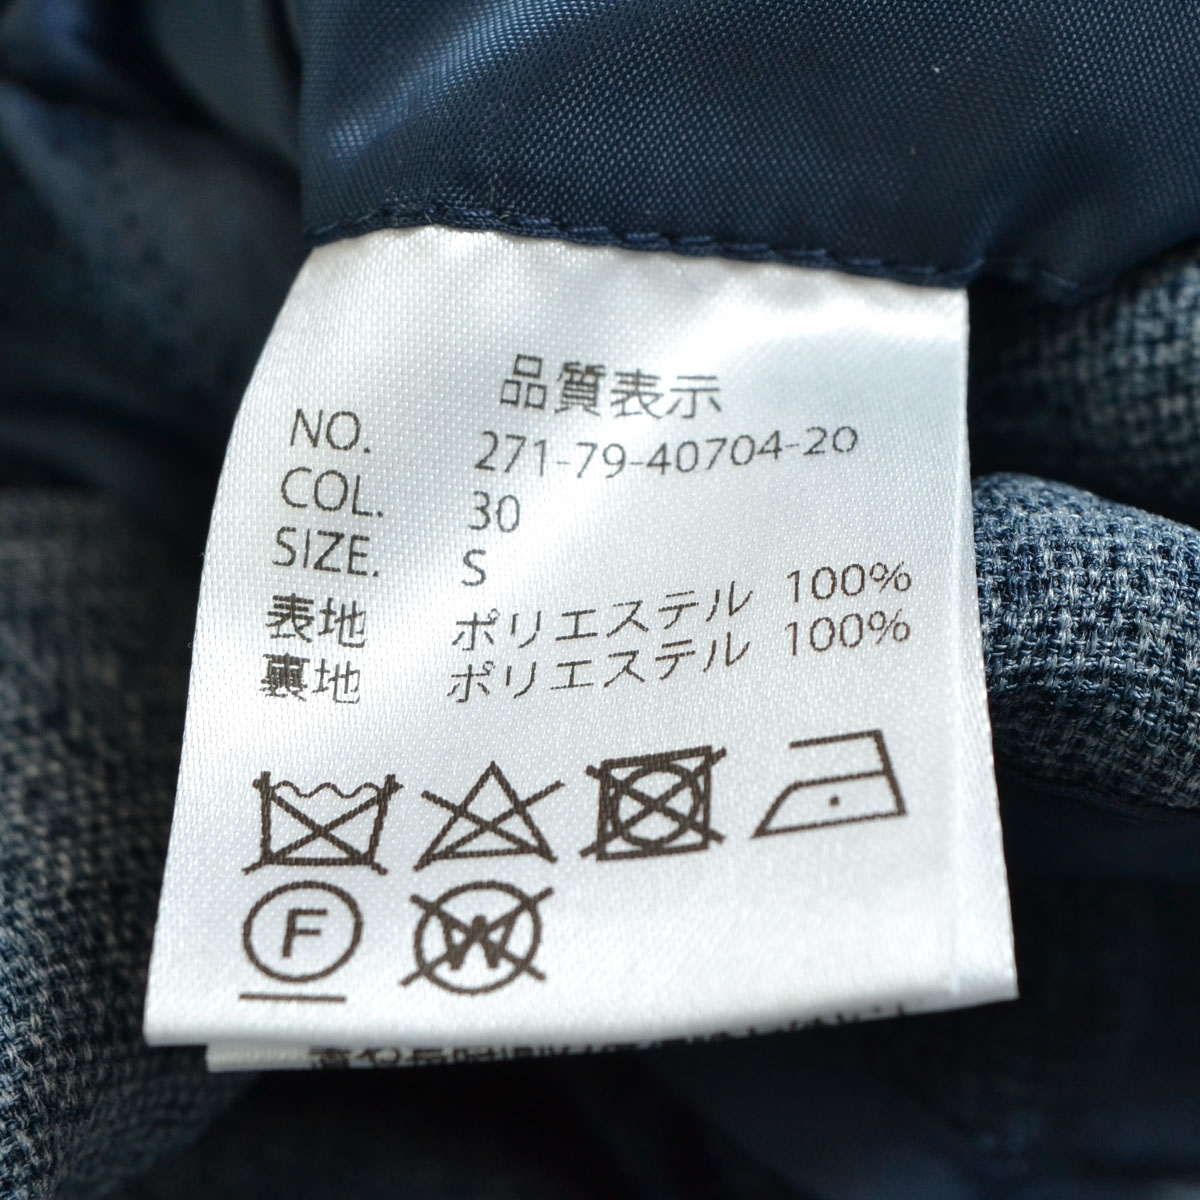 品質表示
NO. 271-79-40704-20
COL. 30
SIZE. S
表地 ポリエステル 100%
裏地 ポリエステル 100%
F
W